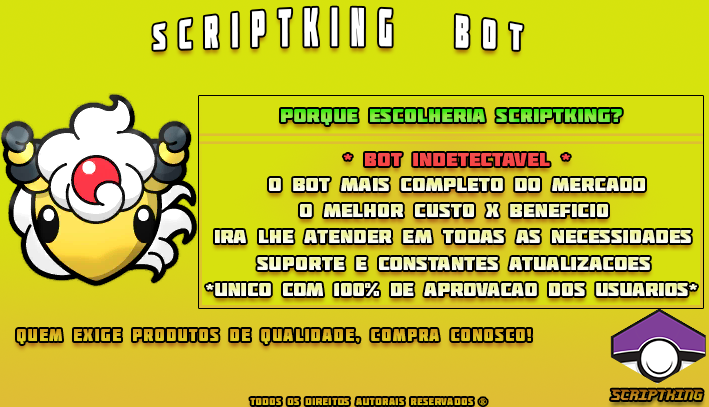 SCRIPTKING BOT
PORQUE ESCOLHERIA SCRIPTKING?
* BOT INDETECTAVEL *
O BOT MAIS COMPLETO DO MERCADO
O MELHOR CUSTO X BENEFICIO
IRA LHE ATENDER EM TODAS AS NECESSIDADES
SUPORTE E CONSTANTES ATUALIZACOES
*UNICO COM 100% DE APROVACAO DOS USUARIOS*
QUEM EXIGE PRODUTOS DE QUALIDADE, COMPRA CONOSCO!
SCRIPTKING
TODOS OS DIREITOS AUTORAIS RESERVADOS ®